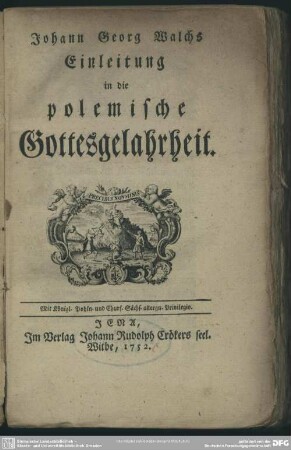 Johann Georg Walchs
Einleitung
in die
polemische
Gottesgelahrheit.
Mit Königl. Pohln- und Churf. Sächs. allergn. Privilegio.
JENA,
Im Verlag Johann Rudolph Crökers seel.
Witbe, 1752.